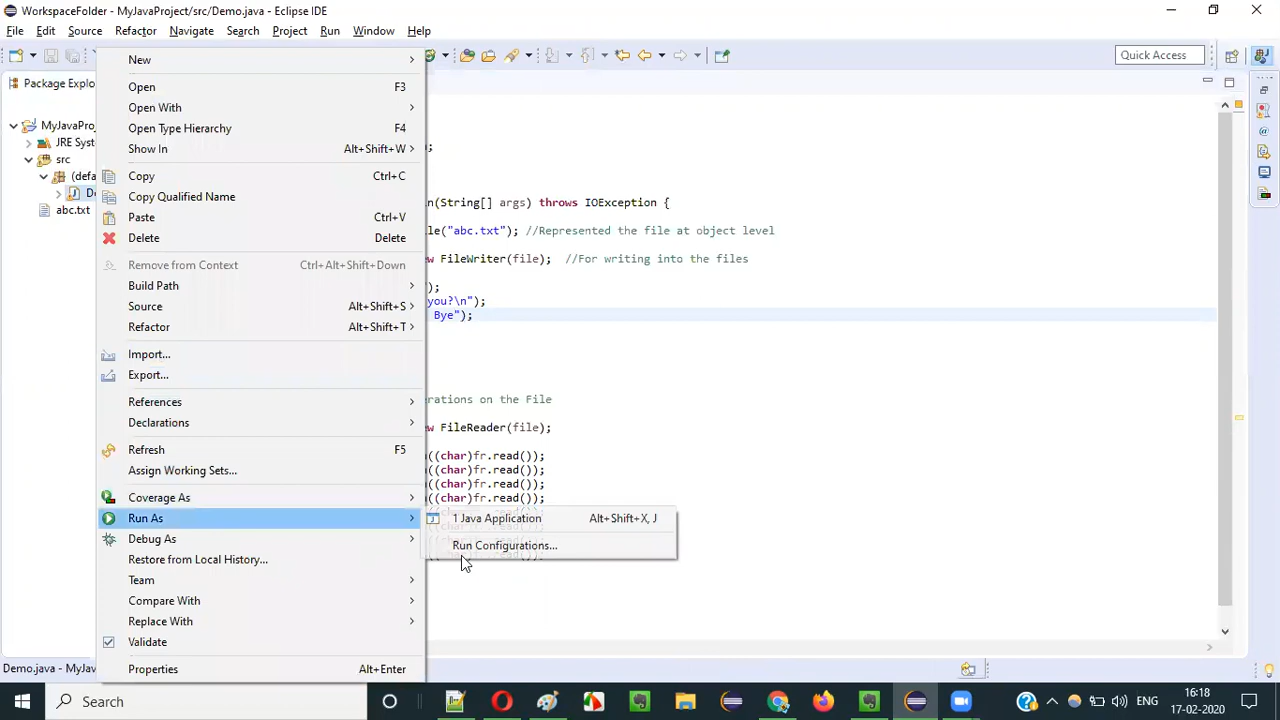 WorkspaceFolder - MyJavaProject/src/Demo.java - Eclipse IDE
File Edit Source Refactor Navigate Search Project Run Window Help
Quick Access
Package Explo
MyJavaProj
JRE Syst
src
(defa
De
abc.txt
New
Open F3
Open With
Open Type Hierarchy F4
Show In Alt+Shift+W
Copy Ctrl+C
Copy Qualified Name
Paste Ctrl+V
Delete Delete
Remove from Context Ctrl+Alt+Shift+Down
Build Path
Source Alt+Shift+S
Refactor Alt+Shift+T
Import...
Export...
References
Declarations
Refresh F5
Assign Working Sets...
Coverage As
Run As
Debug As
Restore from Local History...
Team
Compare With
Replace With
Validate
Properties Alt+Enter
1 Java Application Alt+Shift+X, J
Run Configurations...
;
n(String[] args) throws IOException {
le("abc.txt"); //Represented the file at object level
w FileWriter(file); //For writing into the files
");
you?\n");
Bye");
erations on the File
w FileReader(file);
((char)fr.read());
((char)fr.read());
((char)fr.read());
((char)fr.read());
Demo.java - MyJav
Search
ENG
16:18
17-02-2020